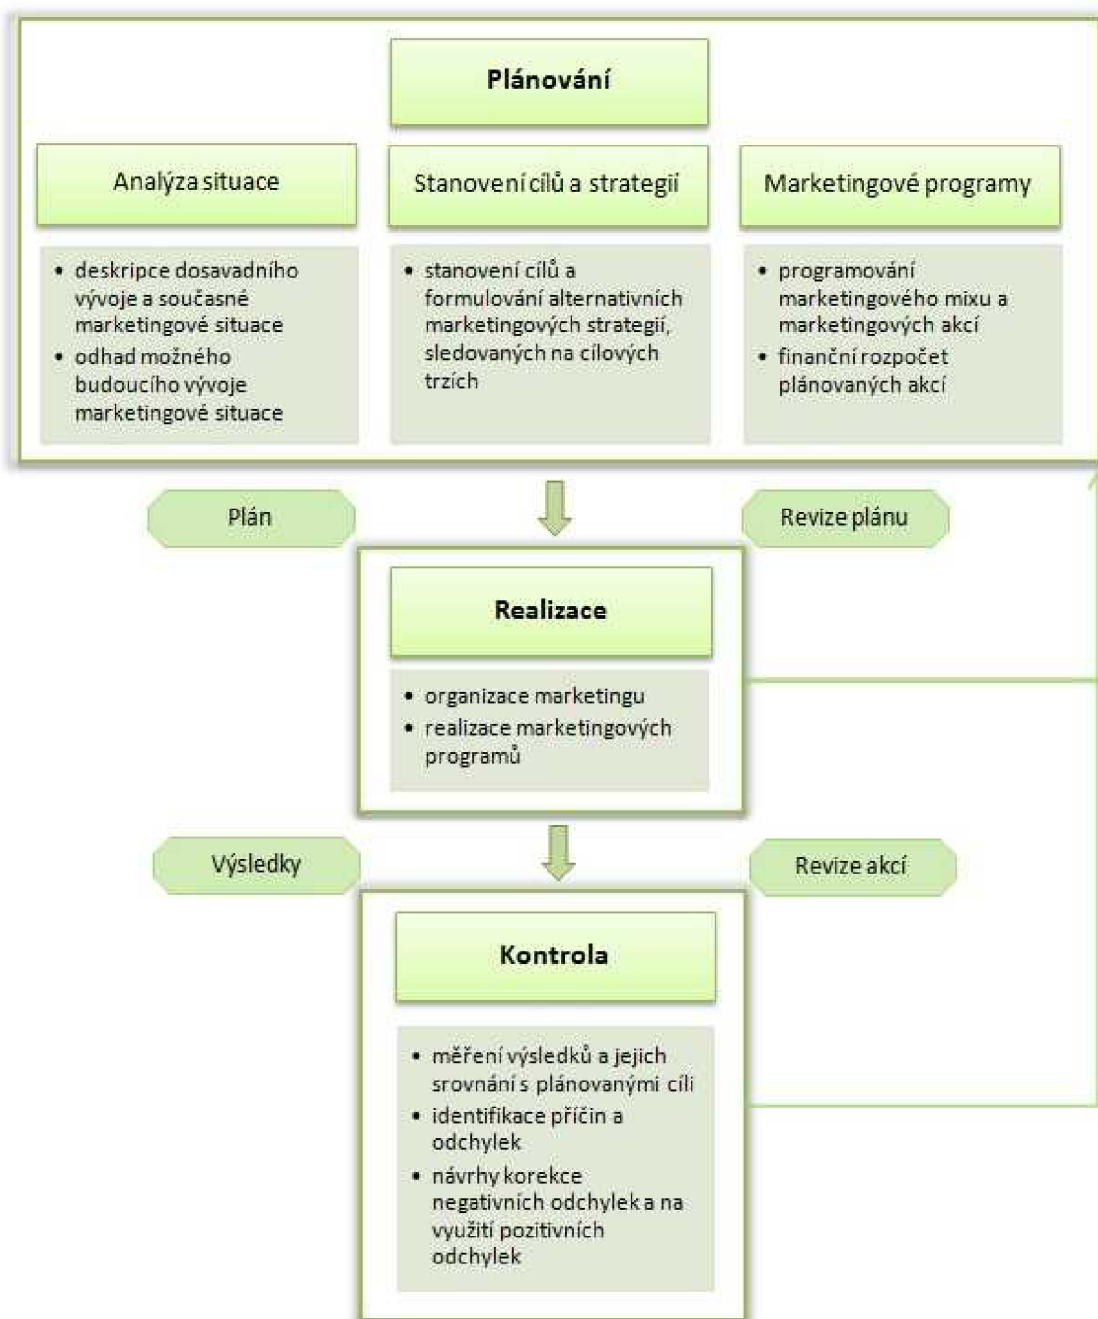 Plánování
Analýza situace
• deskripce dosavadního
vývoje a současné
marketingové situace
• odhad možného
budoucího vývoje
marketingové situace
Stanovení cílů a strategií
• stanovení cílů a
formulování alternativních
marketingových strategií,
sledovaných na cílových
trzích
Marketingové programy
• programování
marketingového mixu a
marketingových akcí
• finanční rozpočet
plánovaných akcí
Plán
Revize plánu
Realizace
• organizace marketingu
• realizace marketingových
programů
Výsledky
Revize akcí
Kontrola
• měření výsledků a jejich
srovnání s plánovanými cíli
• identifikace příčin a
odchylek
• návrhy korekce
negativních odchylek a na
využití pozitivních
odchylek